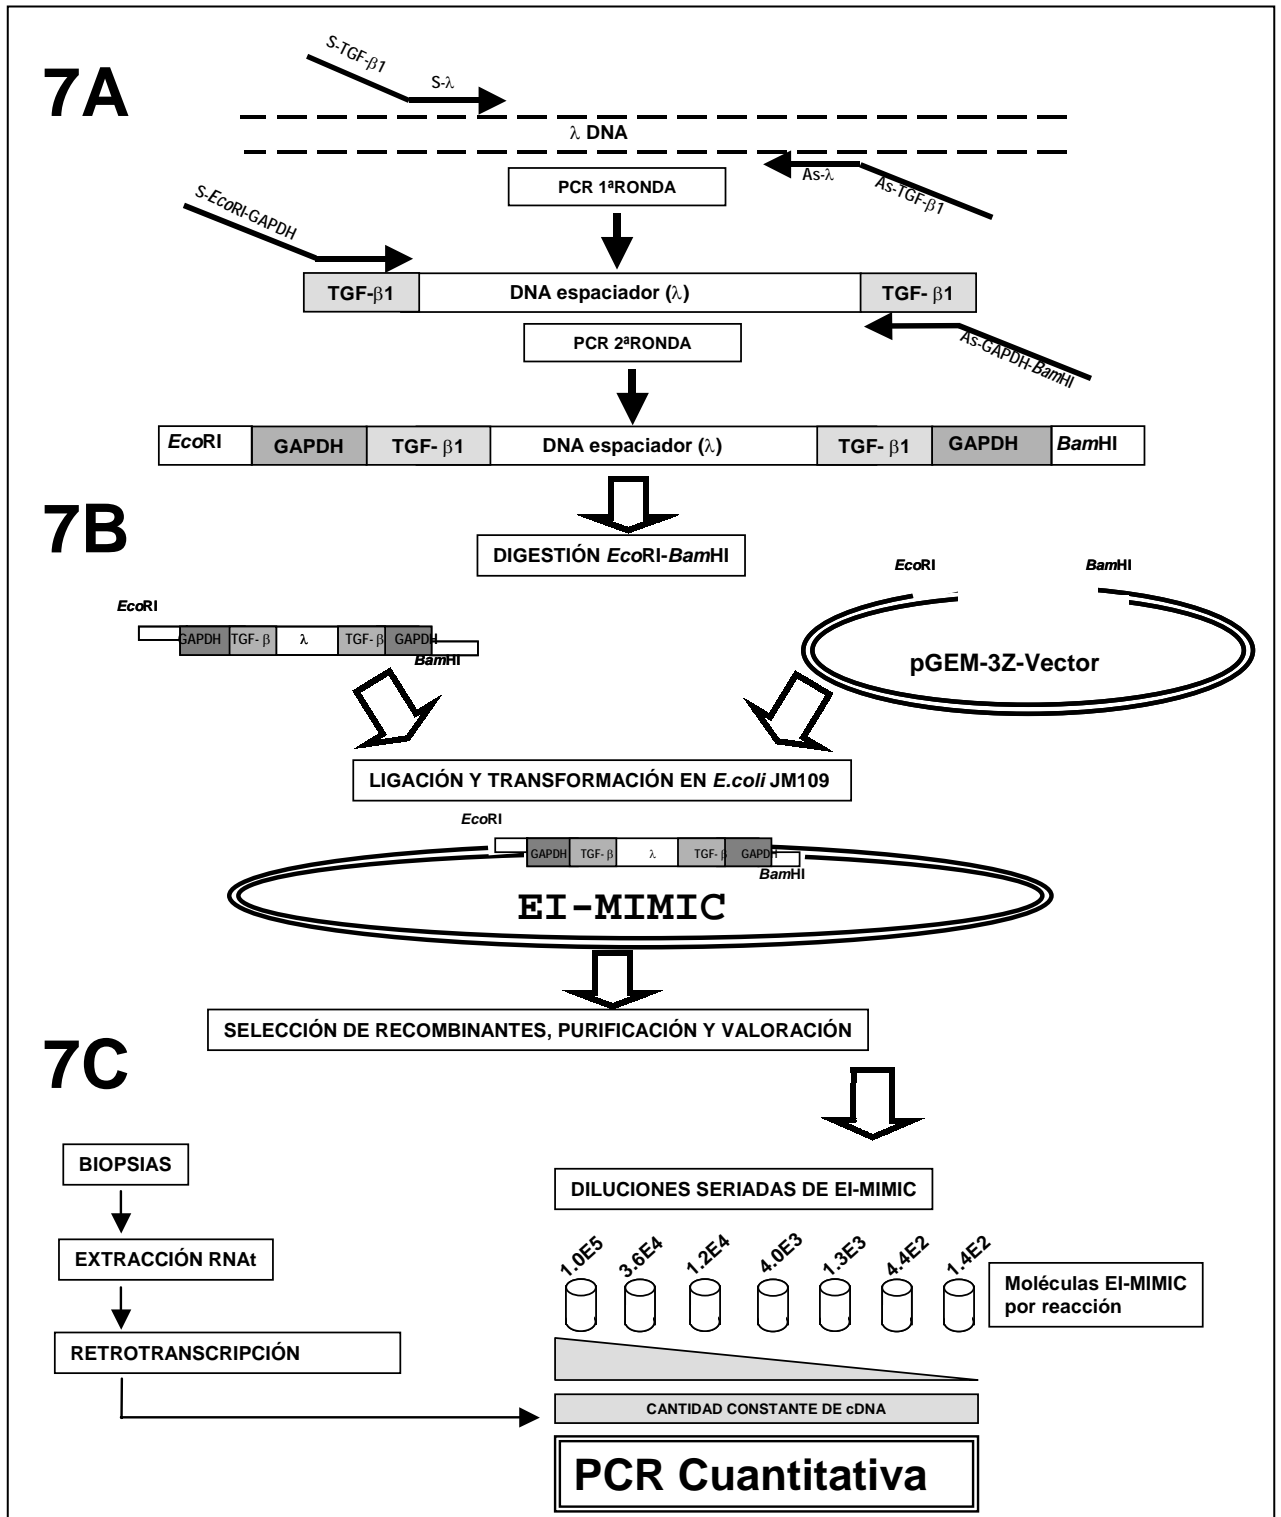 7A
S-TGF-β1
S-λ
λ DNA
As-λ
As-TGF-β1
PCR 1ªRONDA
S-EcoRI-GAPDH
TGF-β1
DNA espaciador (λ)
TGF- β1
PCR 2ªRONDA
As-GAPDH-BamHI
EcoRI
GAPDH
TGF- β1
DNA espaciador (λ)
TGF- β1
GAPDH
BamHI
7B
DIGESTIÓN EcoRI-BamHI
EcoRI
GAPDH
TGF- β
λ
TGF- β
GAPDH
BamHI
EcoRI
BamHI
pGEM-3Z-Vector
LIGACIÓN Y TRANSFORMACIÓN EN E.coli JM109
EcoRI
GAPDH
TGF- β
λ
TGF- β
GAPDH
BamHI
EI-MIMIC
SELECCIÓN DE RECOMBINANTES, PURIFICACIÓN Y VALORACIÓN
7C
BIOPSIAS
EXTRACCIÓN RNAt
RETROTRANSCRIPCIÓN
DILUCIONES SERIADAS DE EI-MIMIC
1.0E5
3.6E4
1.2E4
4.0E3
1.3E3
4.4E2
1.4E2
Moléculas EI-MIMIC
por reacción
CANTIDAD CONSTANTE DE cDNA
PCR Cuantitativa